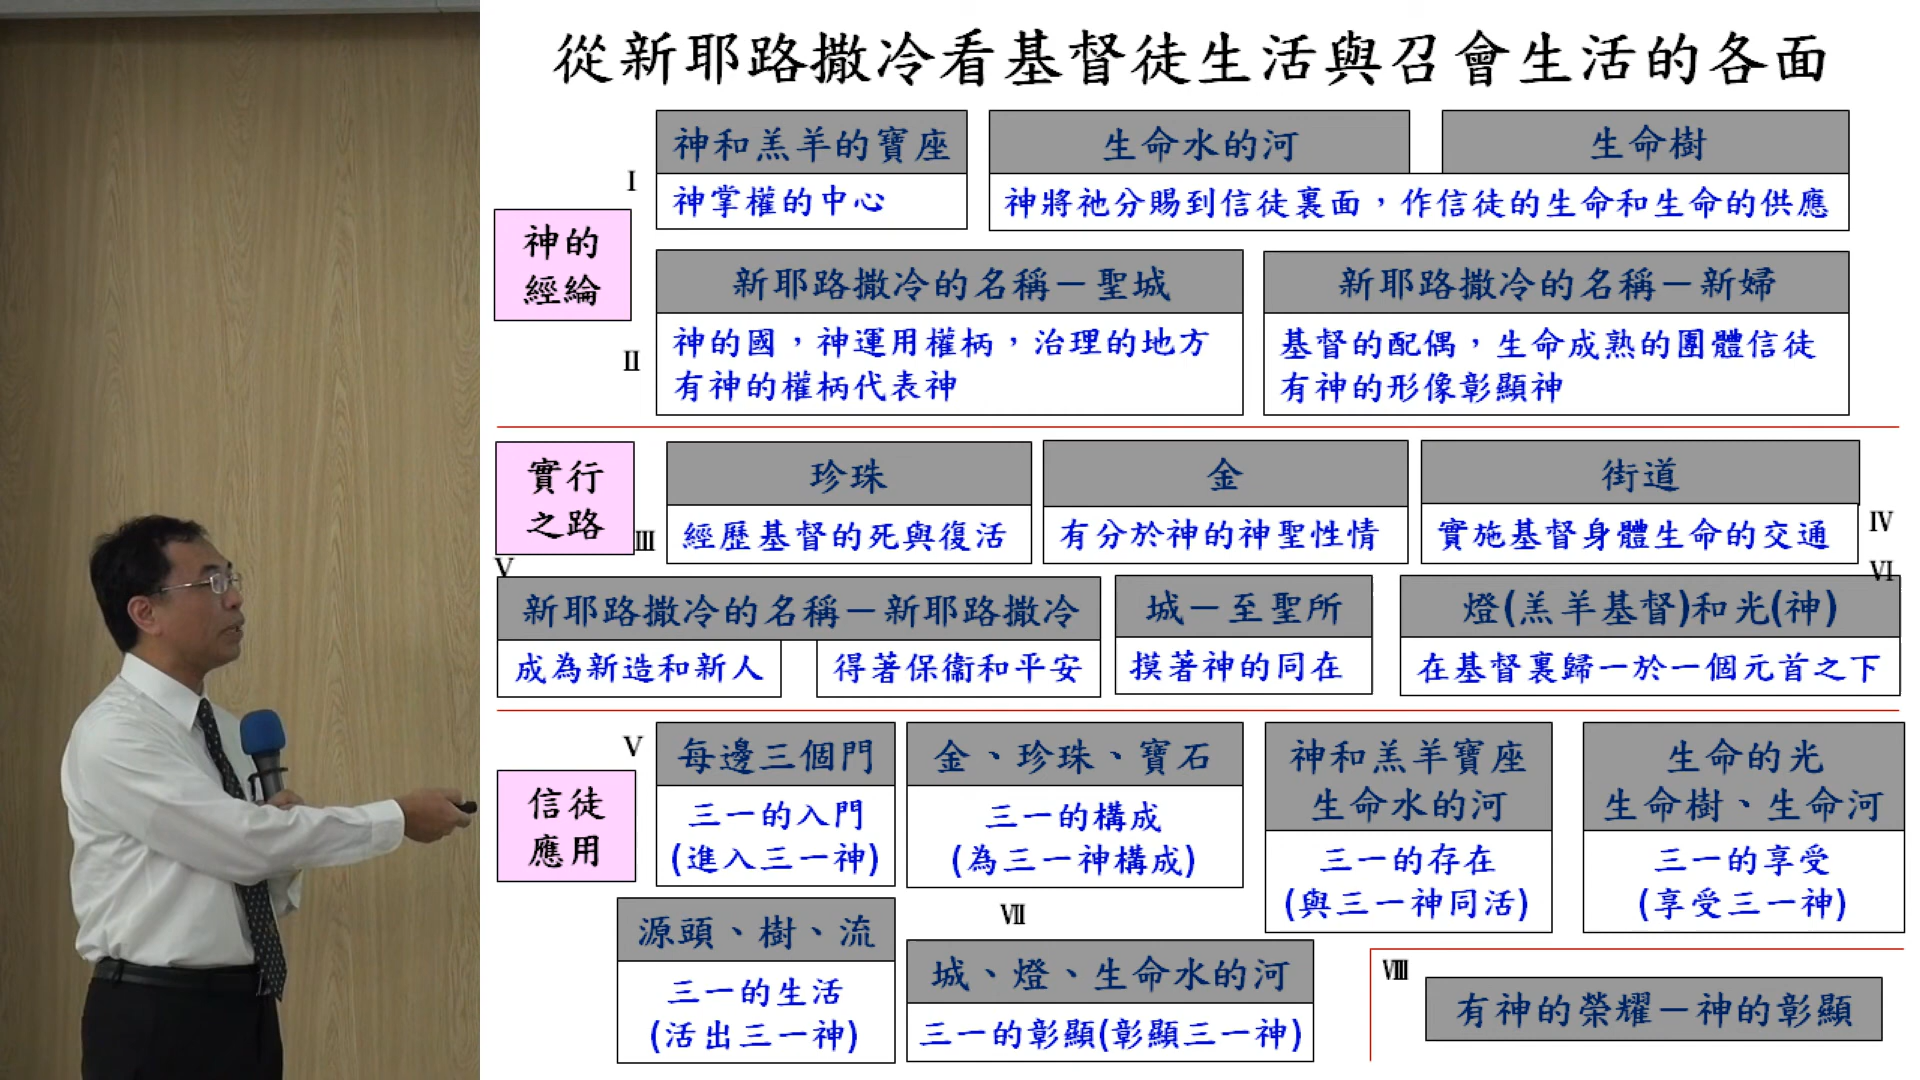 從新耶路撒冷看基督徒生活與召會生活的各面
神的
經綸
I
神和羔羊的寶座
神掌權的中心
生命水的河
生命樹
神將祂分賜到信徒裏面，作信徒的生命和生命的供應
II
新耶路撒冷的名稱－聖城
神的國，神運用權柄，治理的地方
有神的權柄代表神
新耶路撒冷的名稱－新婦
基督的配偶，生命成熟的團體信徒
有神的形像彰顯神
實行
之路
III
珍珠
經歷基督的死與復活
金
有分於神的神聖性情
街道
實施基督身體生命的交通
IV
V
新耶路撒冷的名稱－新耶路撒冷
成為新造和新人
得著保衞和平安
城－至聖所
摸著神的同在
VI
燈(羔羊基督)和光(神)
在基督裏歸一於一個元首之下
信徒
應用
V
每邊三個門
三一的入門
(進入三一神)
金、珍珠、寶石
三一的構成
(為三一神構成)
神和羔羊寶座
生命水的河
三一的存在
(與三一神同活)
生命的光
生命樹、生命河
三一的享受
(享受三一神)
源頭、樹、流
三一的生活
(活出三一神)
VII
城、燈、生命水的河
三一的彰顯(彰顯三一神)
VIII
有神的榮耀－神的彰顯